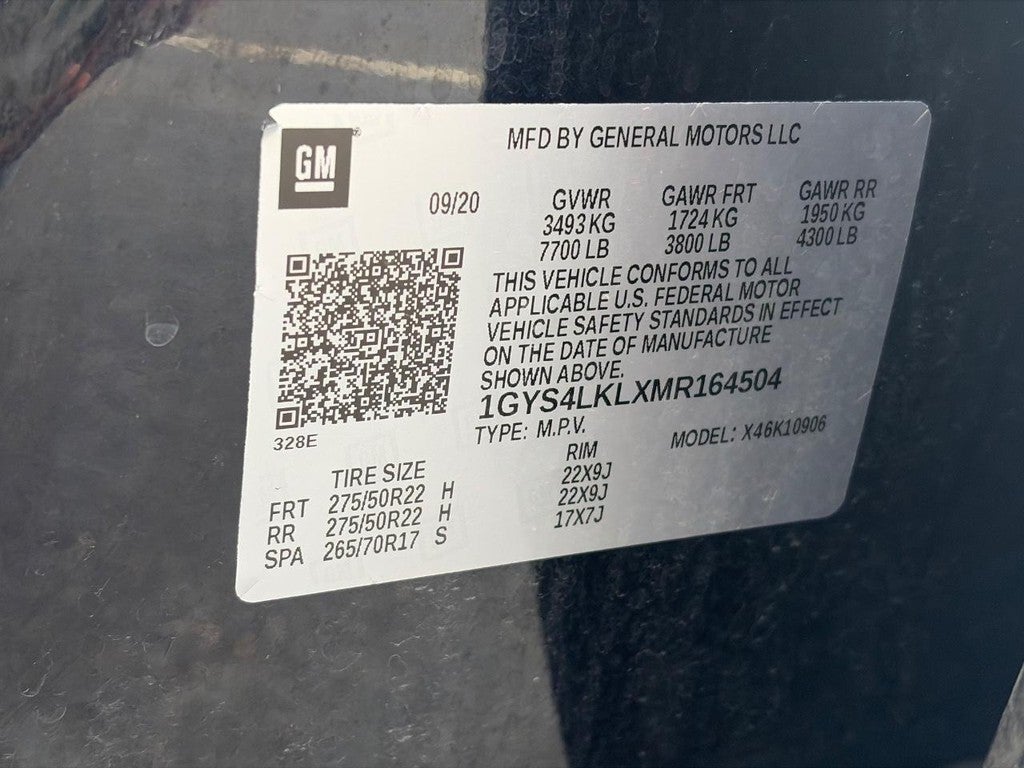 GM
MFD BY GENERAL MOTORS LLC
09/20
GVWR GAWR FRT GAWR RR
3493 KG 1724 KG 1950 KG
7700 LB 3800 LB 4300 LB
THIS VEHICLE CONFORMS TO ALL
APPLICABLE U.S. FEDERAL MOTOR
VEHICLE SAFETY STANDARDS IN EFFECT
ON THE DATE OF MANUFACTURE
SHOWN ABOVE.
1GYS4LKLXMR164504
TYPE: M.P.V. MODEL: X46K10906
328E
TIRE SIZE RIM
FRT 275/50R22 H 22X9J
RR 275/50R22 H 22X9J
SPA 265/70R17 S 17X7J